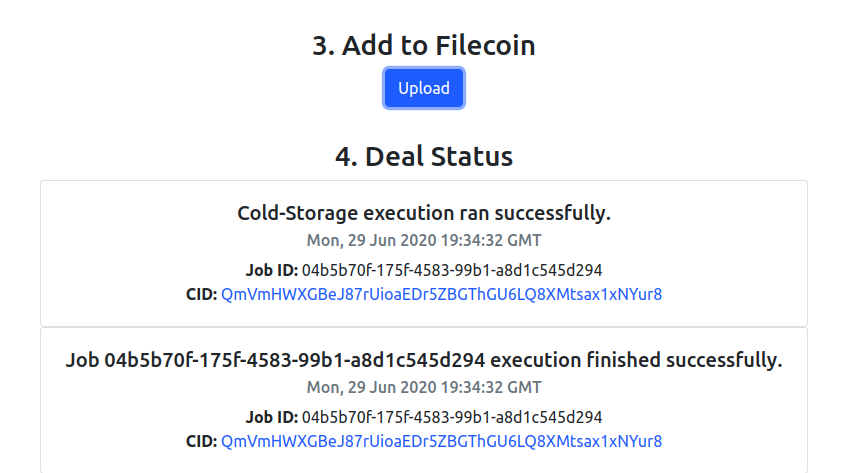 3. Add to Filecoin
Upload
4. Deal Status
Cold-Storage execution ran successfully.
Mon, 29 Jun 2020 19:34:32 GMT
Job ID: 04b5b70f-175f-4583-99b1-a8d1c545d294
CID: QmVmHWXGBeJ87rUioaEDr5ZBGThGU6LQ8XMtsax1xNYur8
Job 04b5b70f-175f-4583-99b1-a8d1c545d294 execution finished successfully.
Mon, 29 Jun 2020 19:34:32 GMT
Job ID: 04b5b70f-175f-4583-99b1-a8d1c545d294
CID: QmVmHWXGBeJ87rUioaEDr5ZBGThGU6LQ8XMtsax1xNYur8